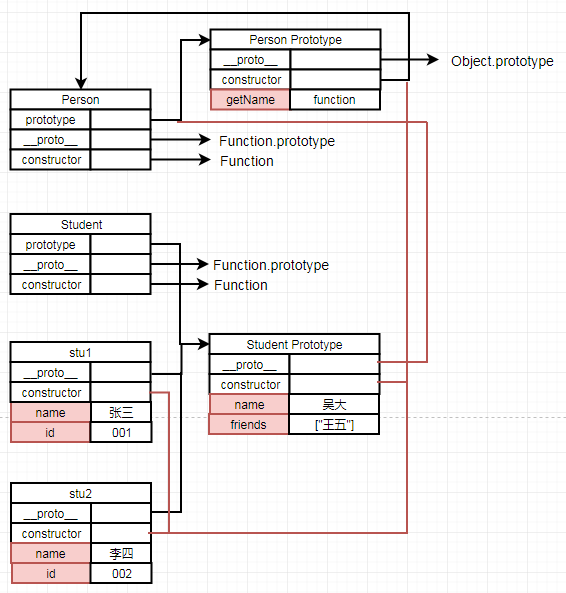 Person Prototype
__proto__
Object.prototype
constructor
getName function
Person
prototype
__proto__
Function.prototype
constructor
Function
Student
prototype
__proto__
Function.prototype
constructor
Function
Student Prototype
__proto__
constructor
name 吴大
friends ["王五"]
stu1
__proto__
constructor
name 张三
id 001
stu2
__proto__
constructor
name 李四
id 002